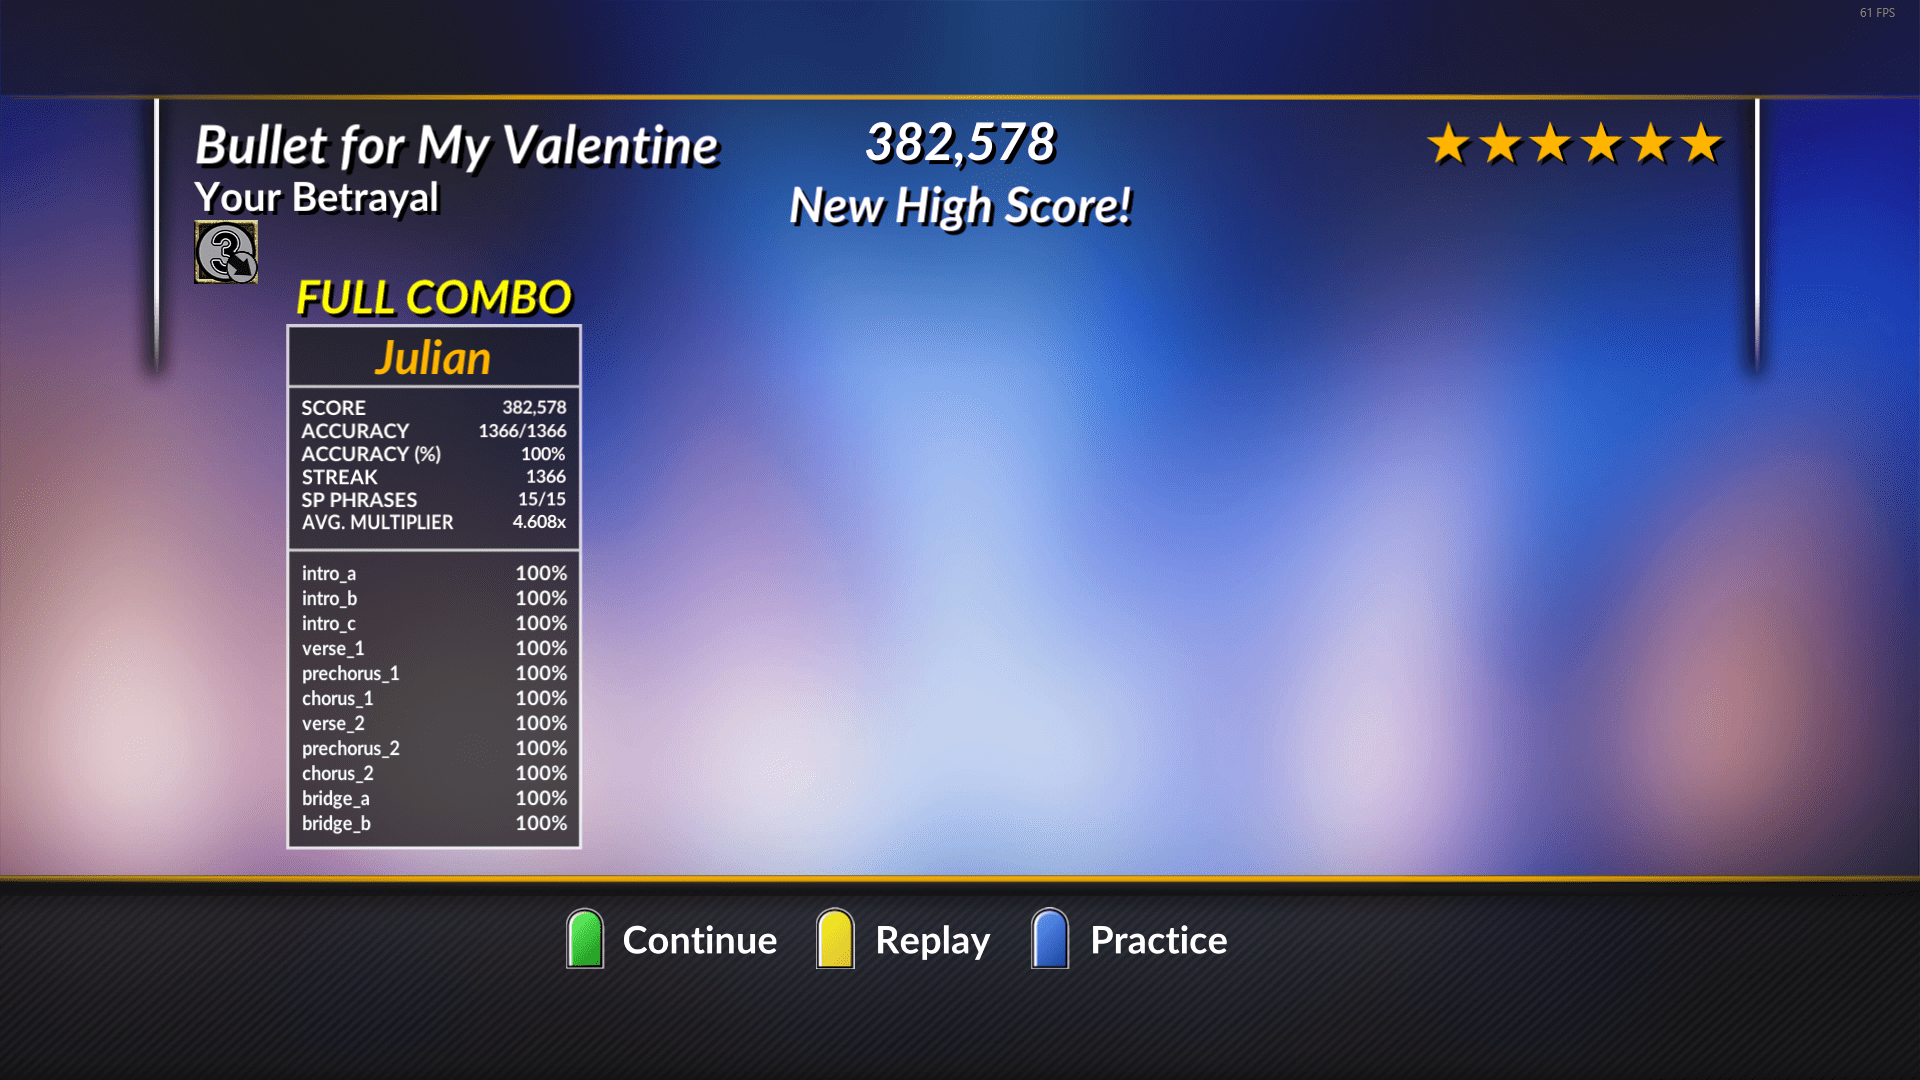 61 FPS
Bullet for My Valentine
382,578
Your Betrayal
New High Score!
3
FULL COMBO
Julian
SCORE 382,578
ACCURACY 1366/1366
ACCURACY (%) 100%
STREAK 1366
SP PHRASES 15/15
AVG. MULTIPLIER 4.608x
intro_a 100%
intro_b 100%
intro_c 100%
verse_1 100%
prechorus_1 100%
chorus_1 100%
verse_2 100%
prechorus_2 100%
chorus_2 100%
bridge_a 100%
bridge_b 100%
Continue Replay Practice